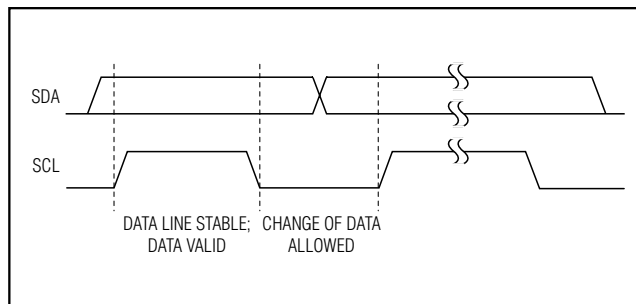 SDA
SCL
DATA LINE STABLE;
DATA VALID
CHANGE OF DATA
ALLOWED